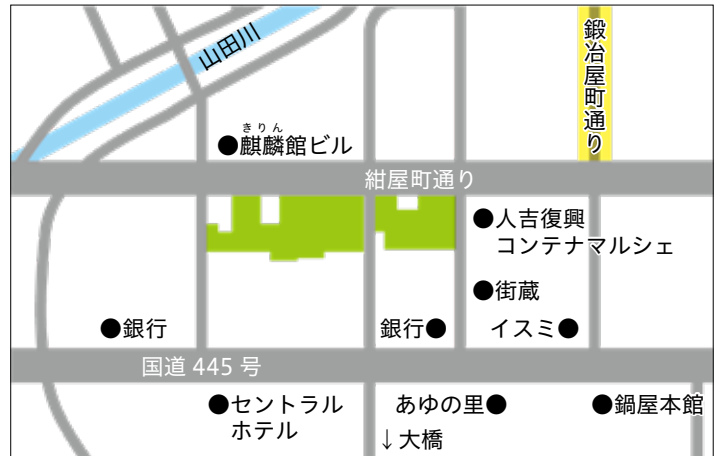 山田川
鍛冶屋町通り
きりん
●麒麟館ビル
紺屋町通り
●人吉復興
コンテナマルシェ
●街蔵
●銀行
銀行●
イスミ●
国道 445 号
●セントラル
ホテル
あゆの里●
●鍋屋本館
↓大橋